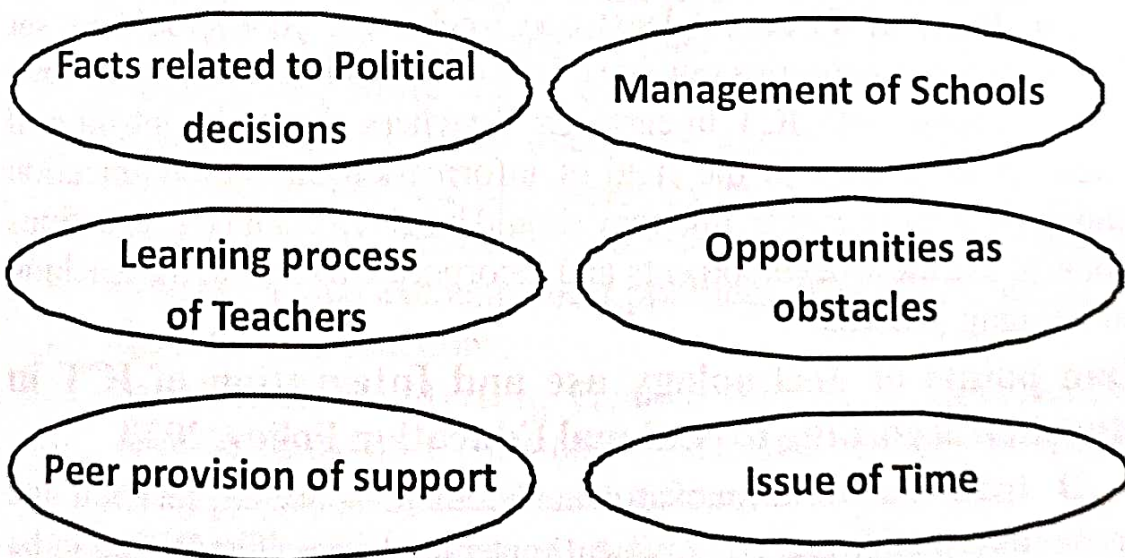 Facts related to Political
decisions
Management of Schools
Learning process
of Teachers
Opportunities as
obstacles
Peer provision of support
Issue of Time